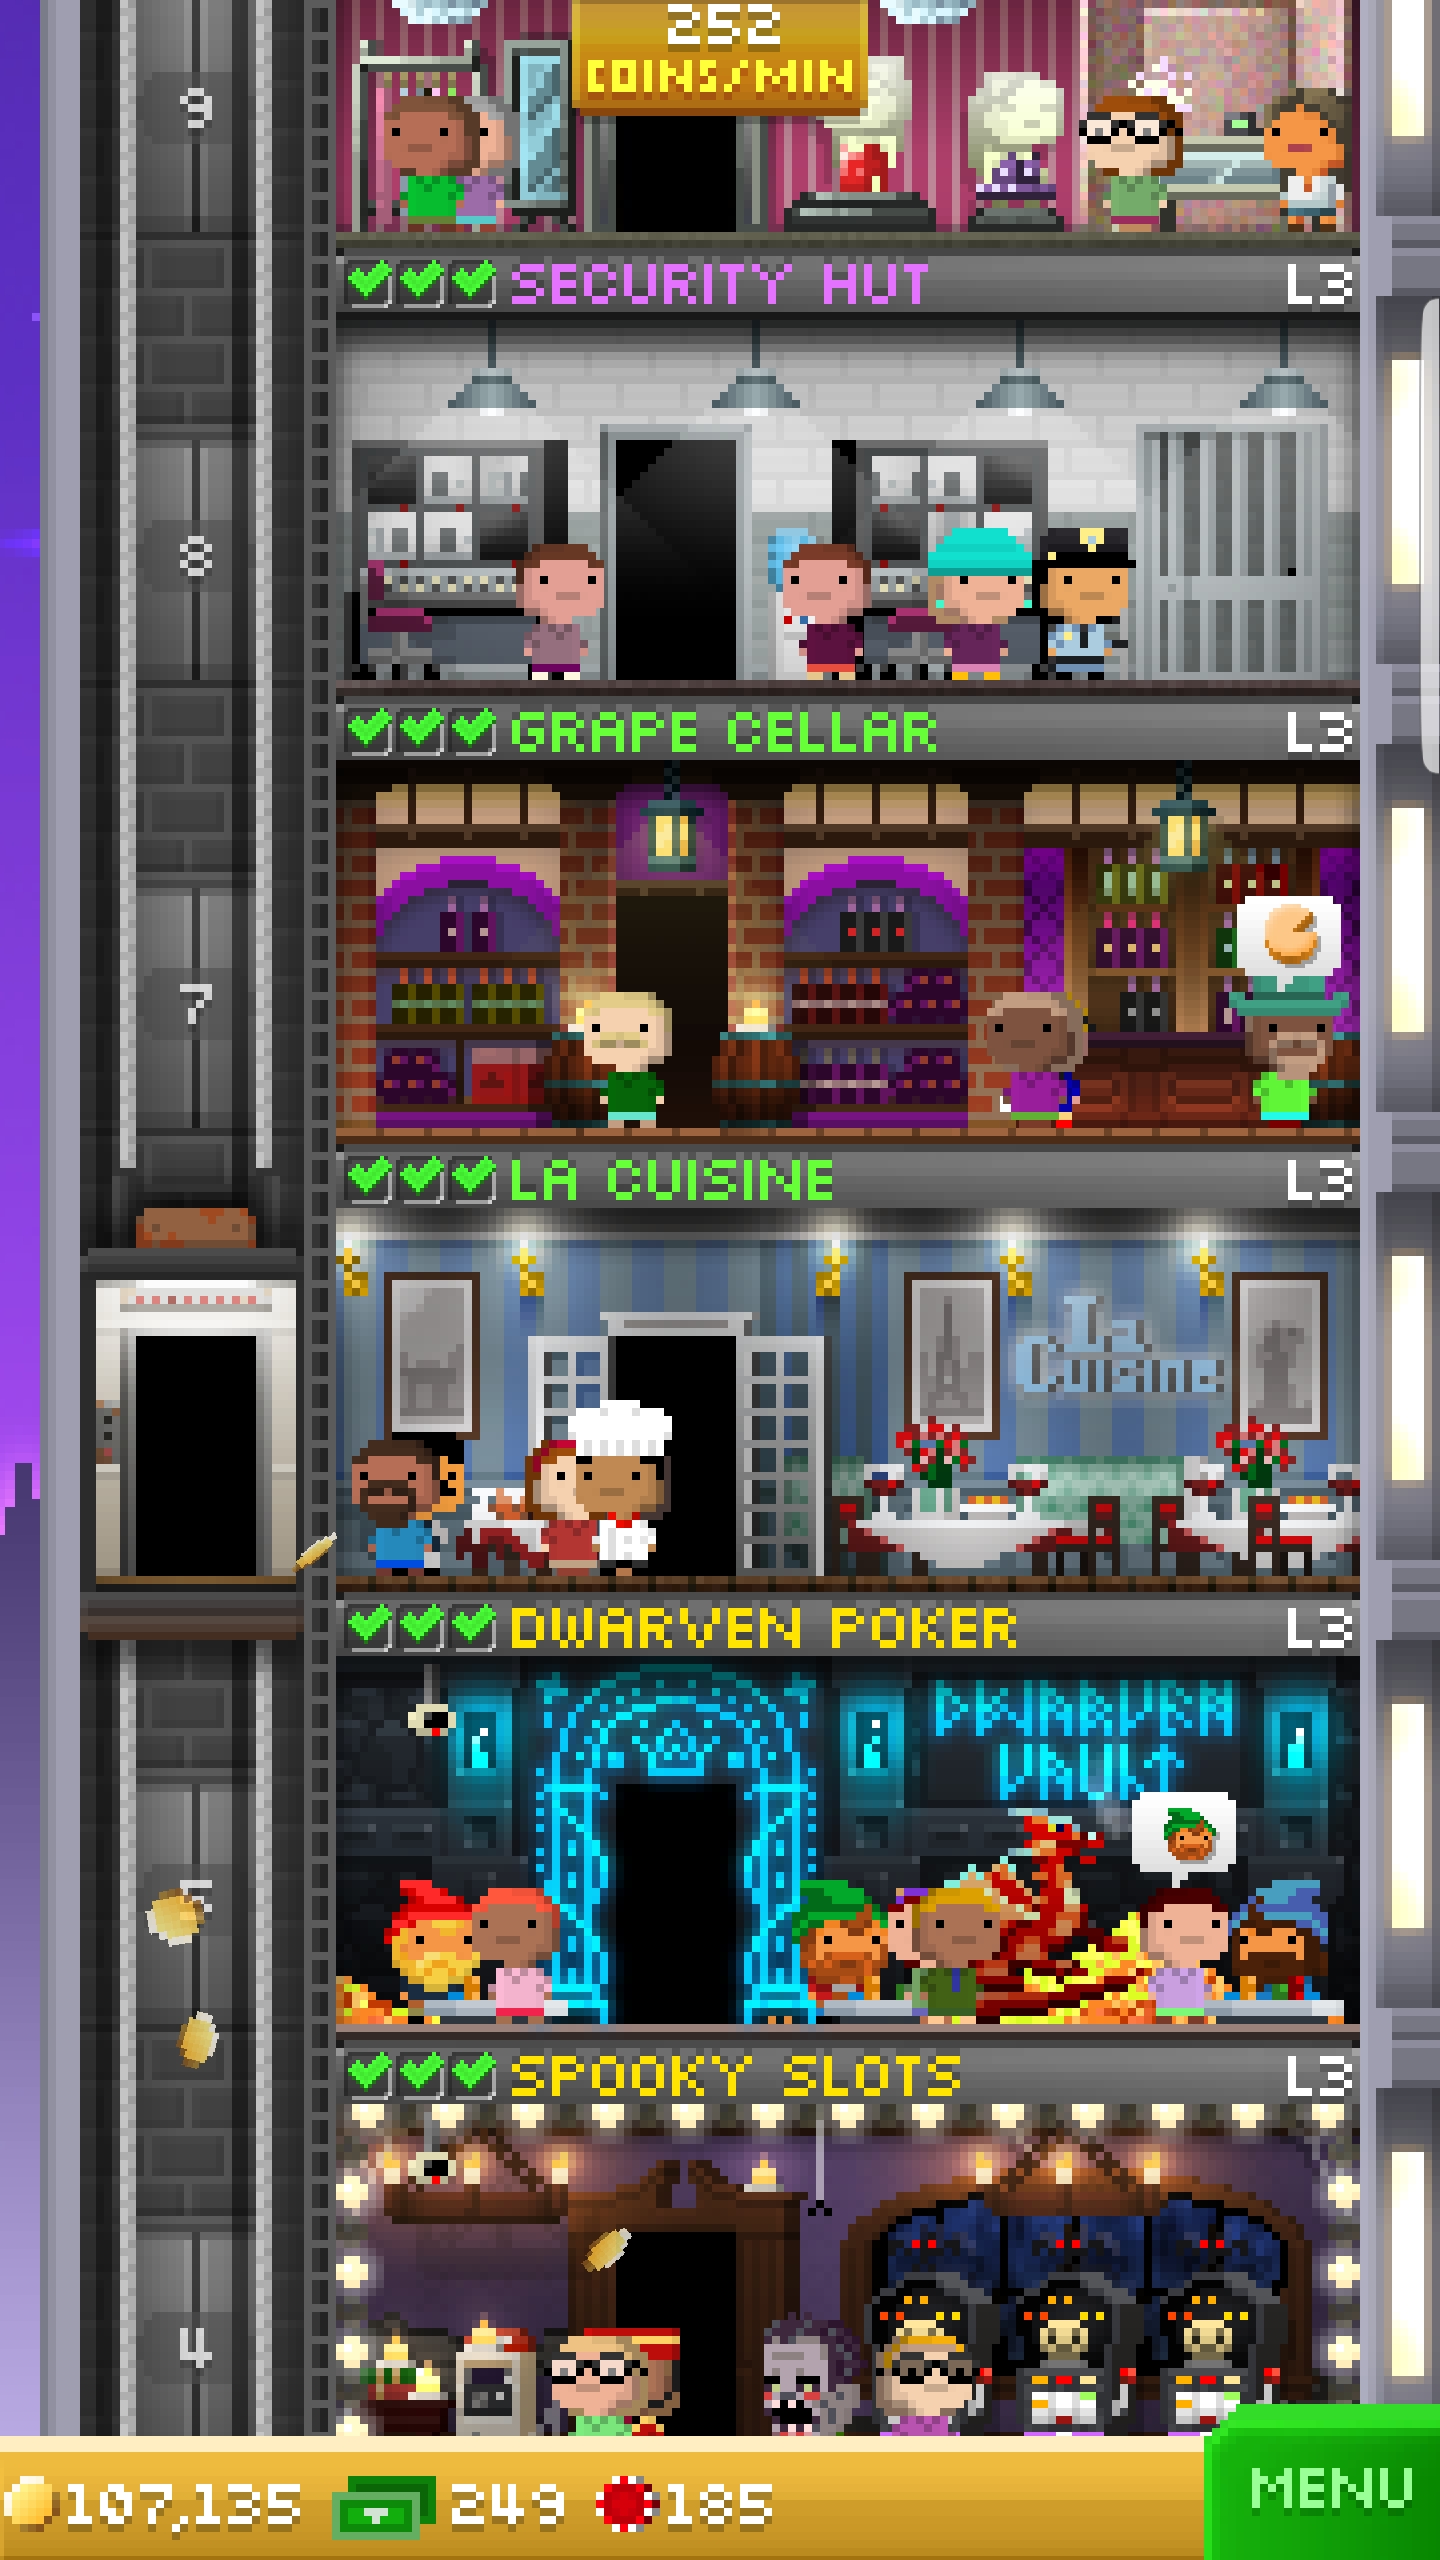 252
COINS/MIN
9
SECURITY HUT L3
8
GRAPE CELLAR L3
7
LA CUISINE L3
La
Cuisine
DWARVEN POKER L3
DWARVEN
VAULT
5
SPOOKY SLOTS L3
4
107,135 249 185
MENU